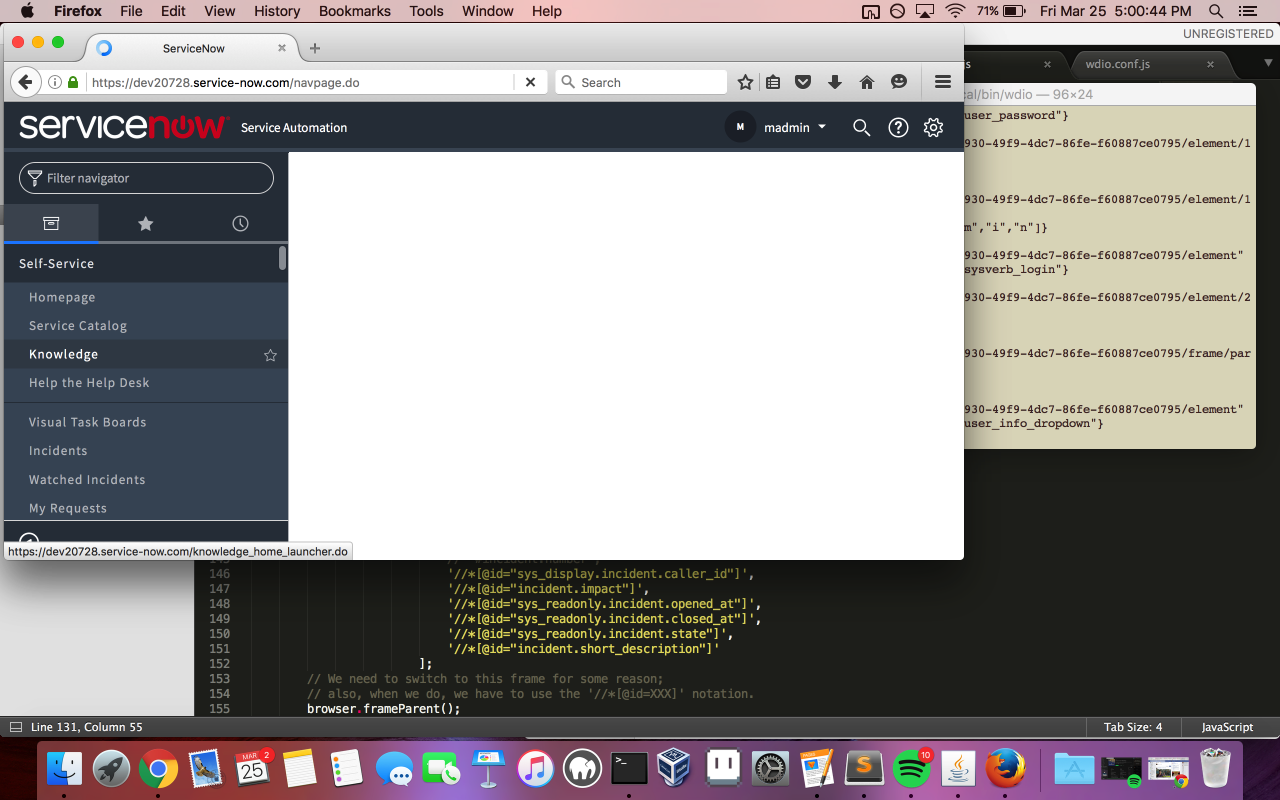 Firefox File Edit View History Bookmarks Tools Window Help 71% Fri Mar 25 5:00:44 PM
UNREGISTERED
ServiceNow
js
wdio.conf.js
https://dev20728.service-now.com/navpage.do
Search
cal/bin/wdio — 96×24
servicenow Service Automation
M madmin
Filter navigator
Self-Service
Homepage
Service Catalog
Knowledge
Help the Help Desk
Visual Task Boards
Incidents
Watched Incidents
My Requests
https://dev20728.service-now.com/knowledge_home_launcher.do
user_password"}
930-49f9-4dc7-86fe-f60887ce0795/element/1
930-49f9-4dc7-86fe-f60887ce0795/element/1
m","i","n"]}
930-49f9-4dc7-86fe-f60887ce0795/element"
sysverb_login"}
930-49f9-4dc7-86fe-f60887ce0795/element/2
930-49f9-4dc7-86fe-f60887ce0795/frame/par
930-49f9-4dc7-86fe-f60887ce0795/element"
user_info_dropdown"}
146 '//*[@id="sys_display.incident.caller_id"]',
147 '//*[@id="incident.impact"]',
148 '//*[@id="sys_readonly.incident.opened_at"]',
149 '//*[@id="sys_readonly.incident.closed_at"]',
150 '//*[@id="sys_readonly.incident.state"]',
151 '//*[@id="incident.short_description"]'
152 ];
153 // We need to switch to this frame for some reason;
154 // also, when we do, we have to use the '//*[@id=XXX]' notation.
155 browser.frameParent();
Line 131, Column 55
Tab Size: 4
JavaScript
MAR
25
2
10